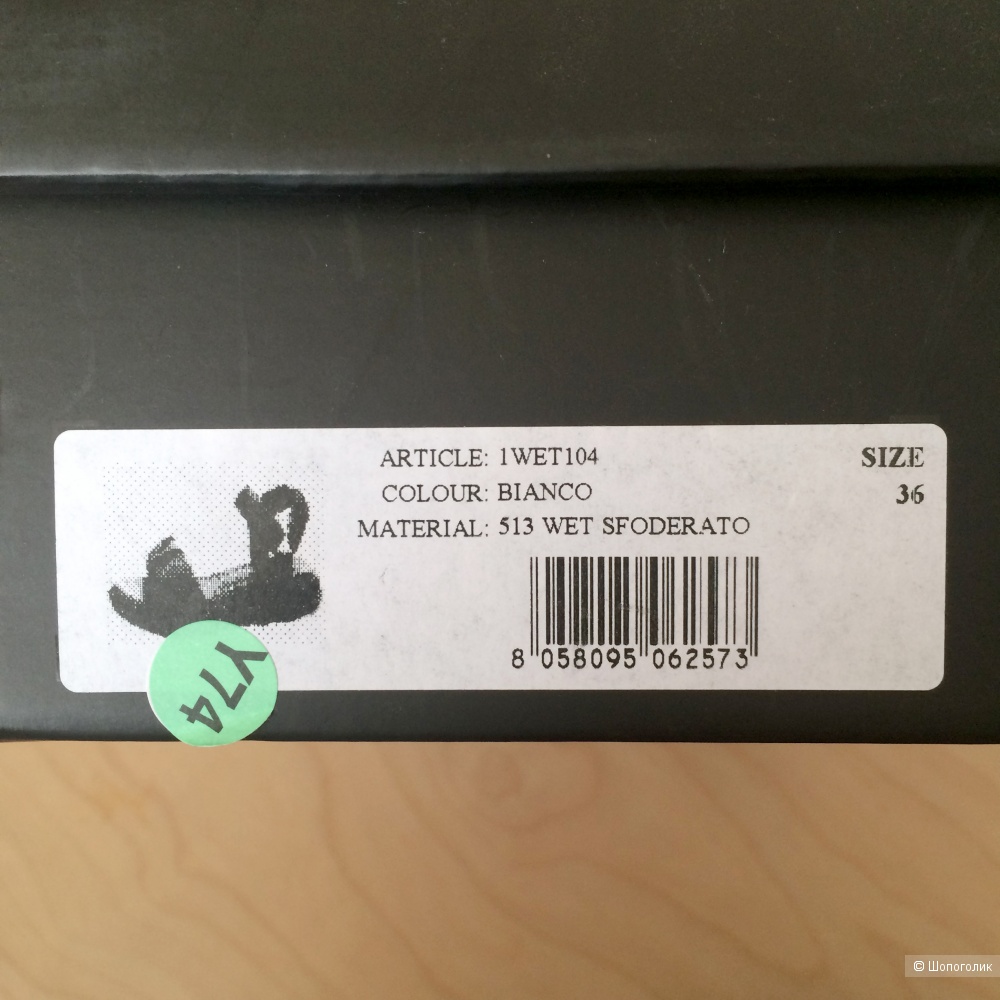 ARTICLE: 1WET104
COLOUR: BIANCO
MATERIAL: 513 WET SFODERATO
SIZE
36
8 058095 062573
Y74
© Шопоголик